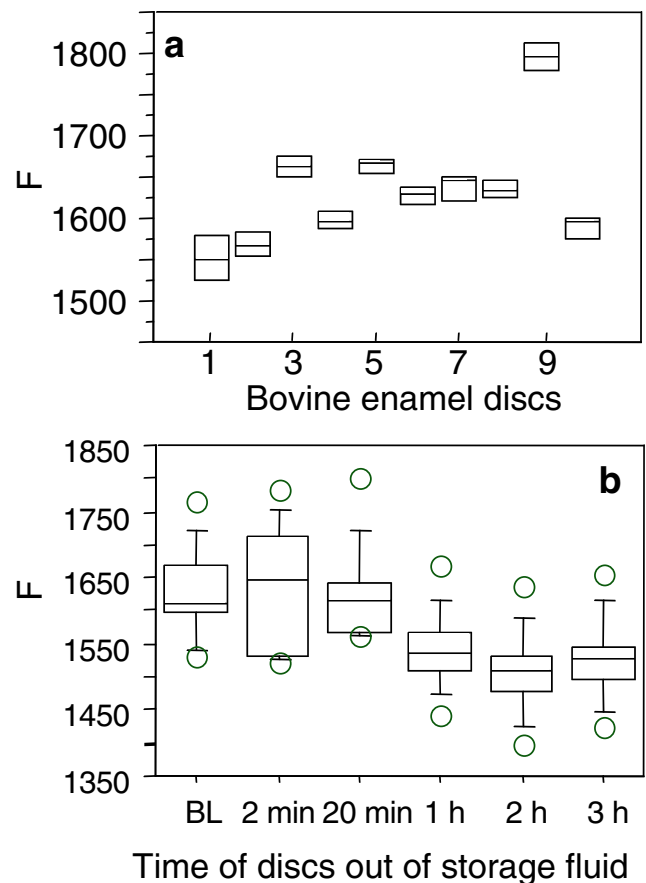 a
1800
1700
1600
1500
F
1 3 5 7 9
Bovine enamel discs
b
1850
1750
1650
1550
1450
1350
F
BL 2 min 20 min 1 h 2 h 3 h
Time of discs out of storage fluid